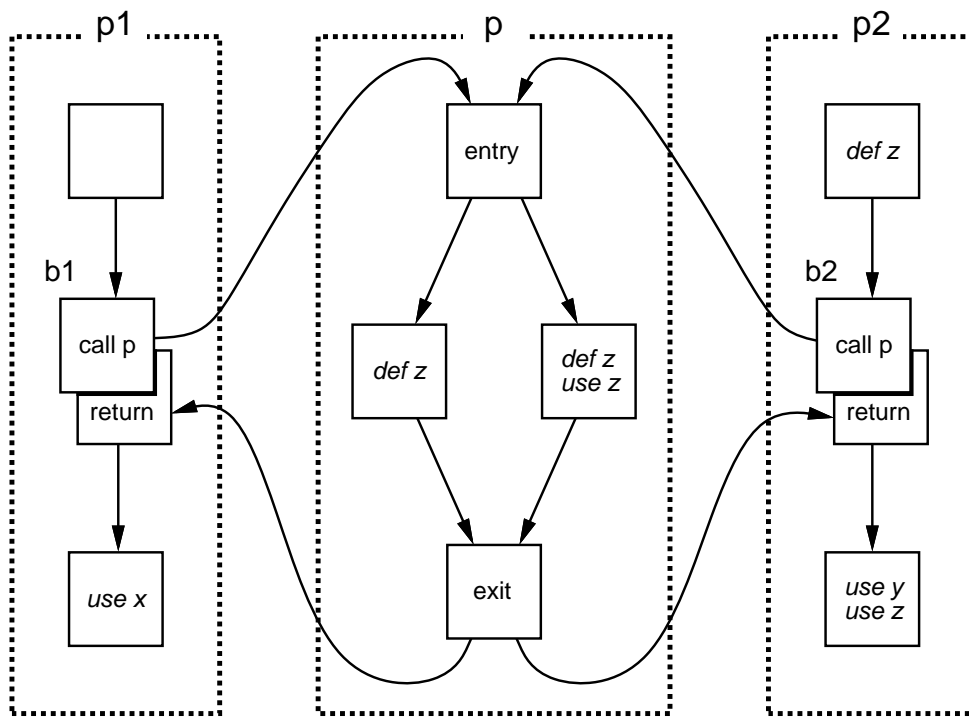 p1
p
p2
entry
def z
b1
b2
call p
return
def z
def z
use z
call p
return
use x
exit
use y
use z